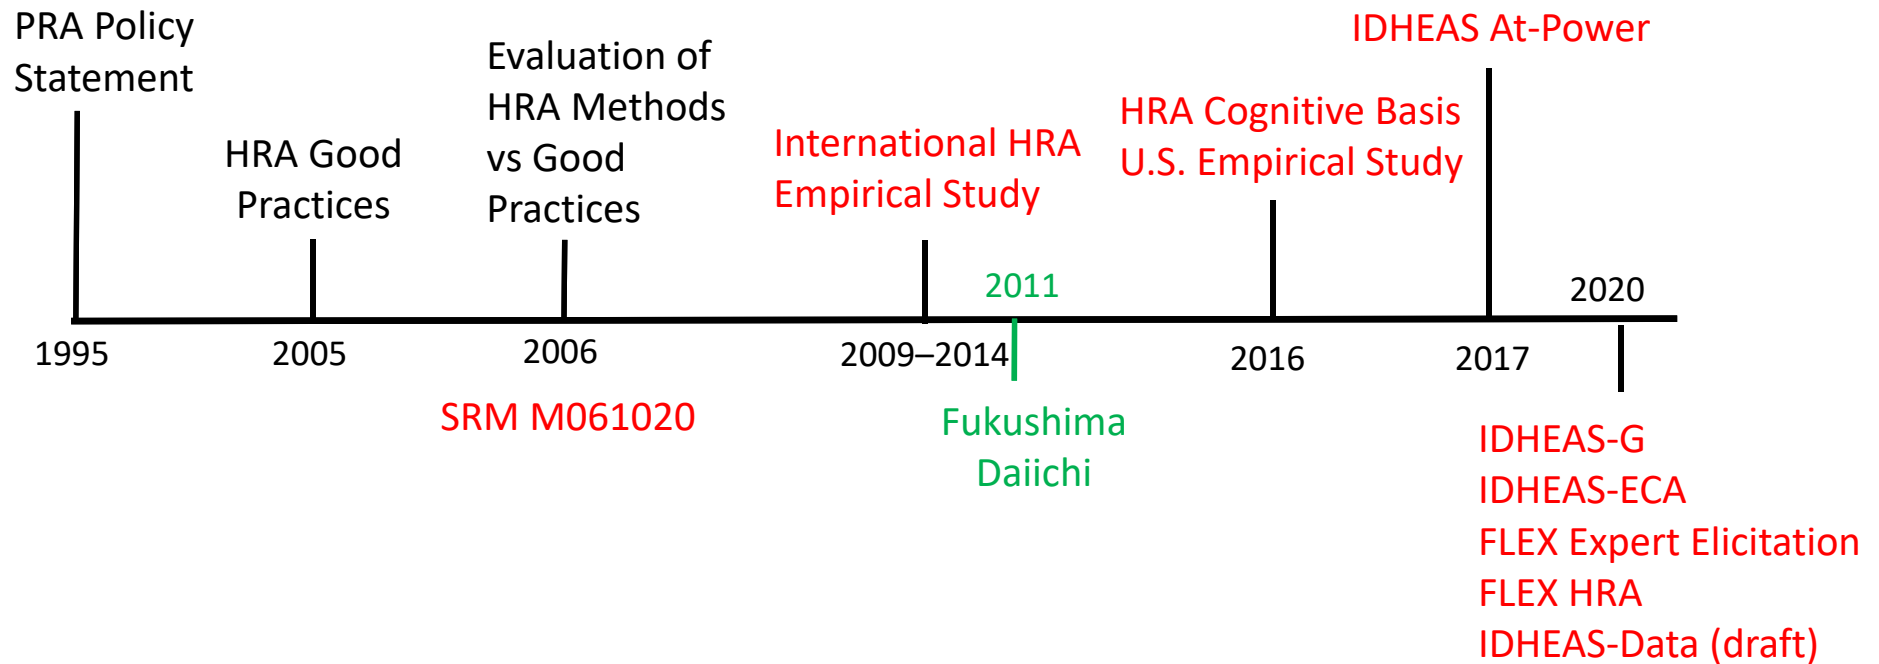 PRA Policy
Statement
HRA Good
Practices
Evaluation of
HRA Methods
vs Good
Practices
International HRA
Empirical Study
HRA Cognitive Basis
U.S. Empirical Study
IDHEAS At-Power
2011
2020
1995
2005
2006
2009–2014
2016
2017
SRM M061020
Fukushima
Daiichi
IDHEAS-G
IDHEAS-ECA
FLEX Expert Elicitation
FLEX HRA
IDHEAS-Data (draft)